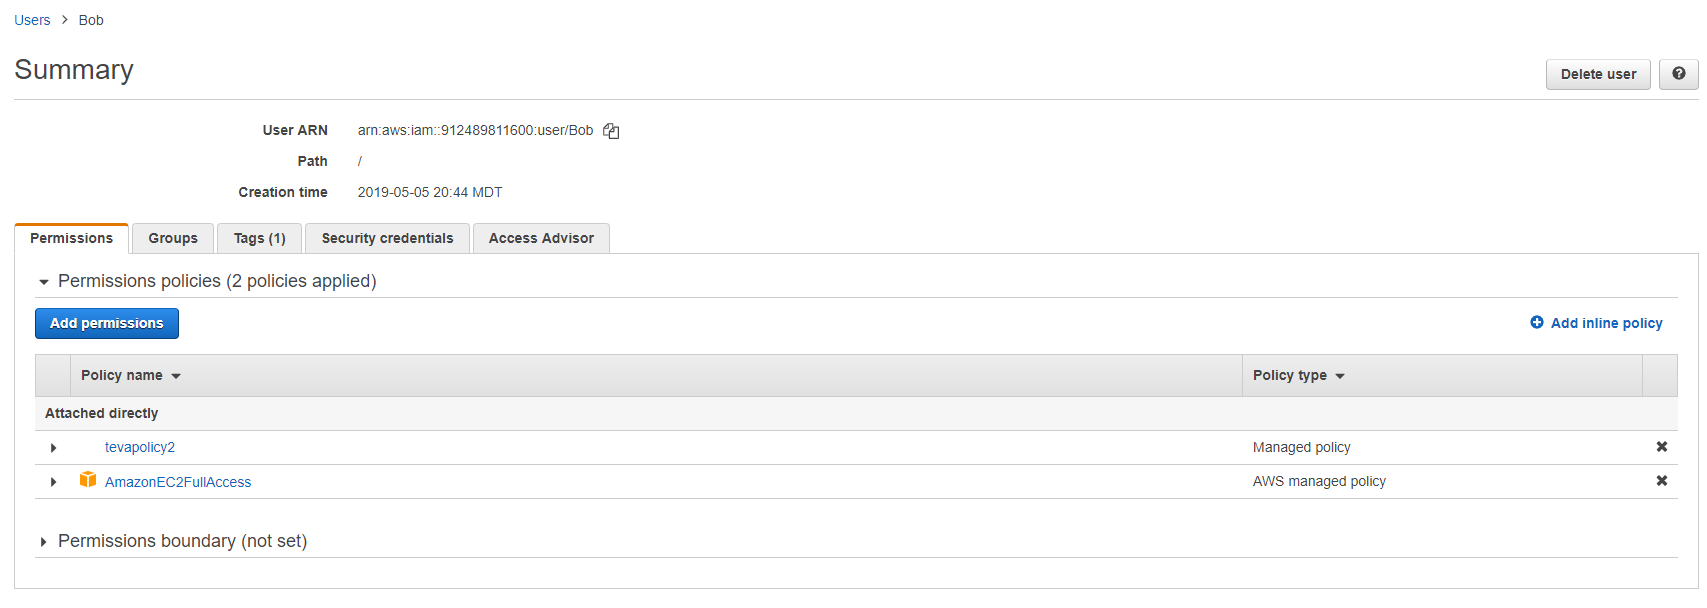 Users > Bob
Summary
Delete user
User ARN arn:aws:iam::912489811600:user/Bob
Path /
Creation time 2019-05-05 20:44 MDT
Permissions Groups Tags (1) Security credentials Access Advisor
Permissions policies (2 policies applied)
Add permissions Add inline policy
Policy name Policy type
Attached directly
tevapolicy2 Managed policy
AmazonEC2FullAccess AWS managed policy
Permissions boundary (not set)